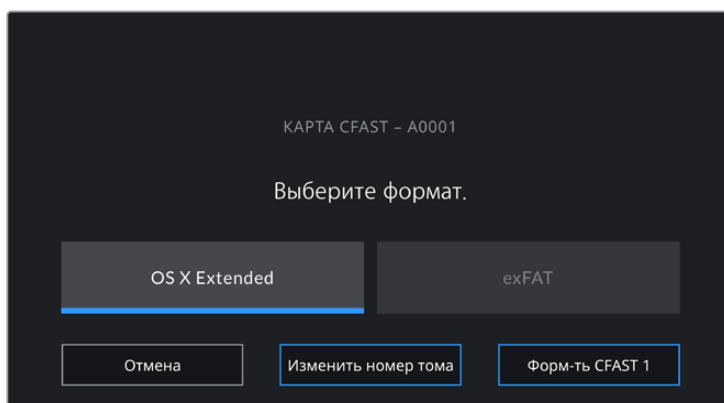 КАРТА CFAST – A0001
Выберите формат.
OS X Extended
exFAT
Отмена
Изменить номер тома
Форм-ть CFAST 1